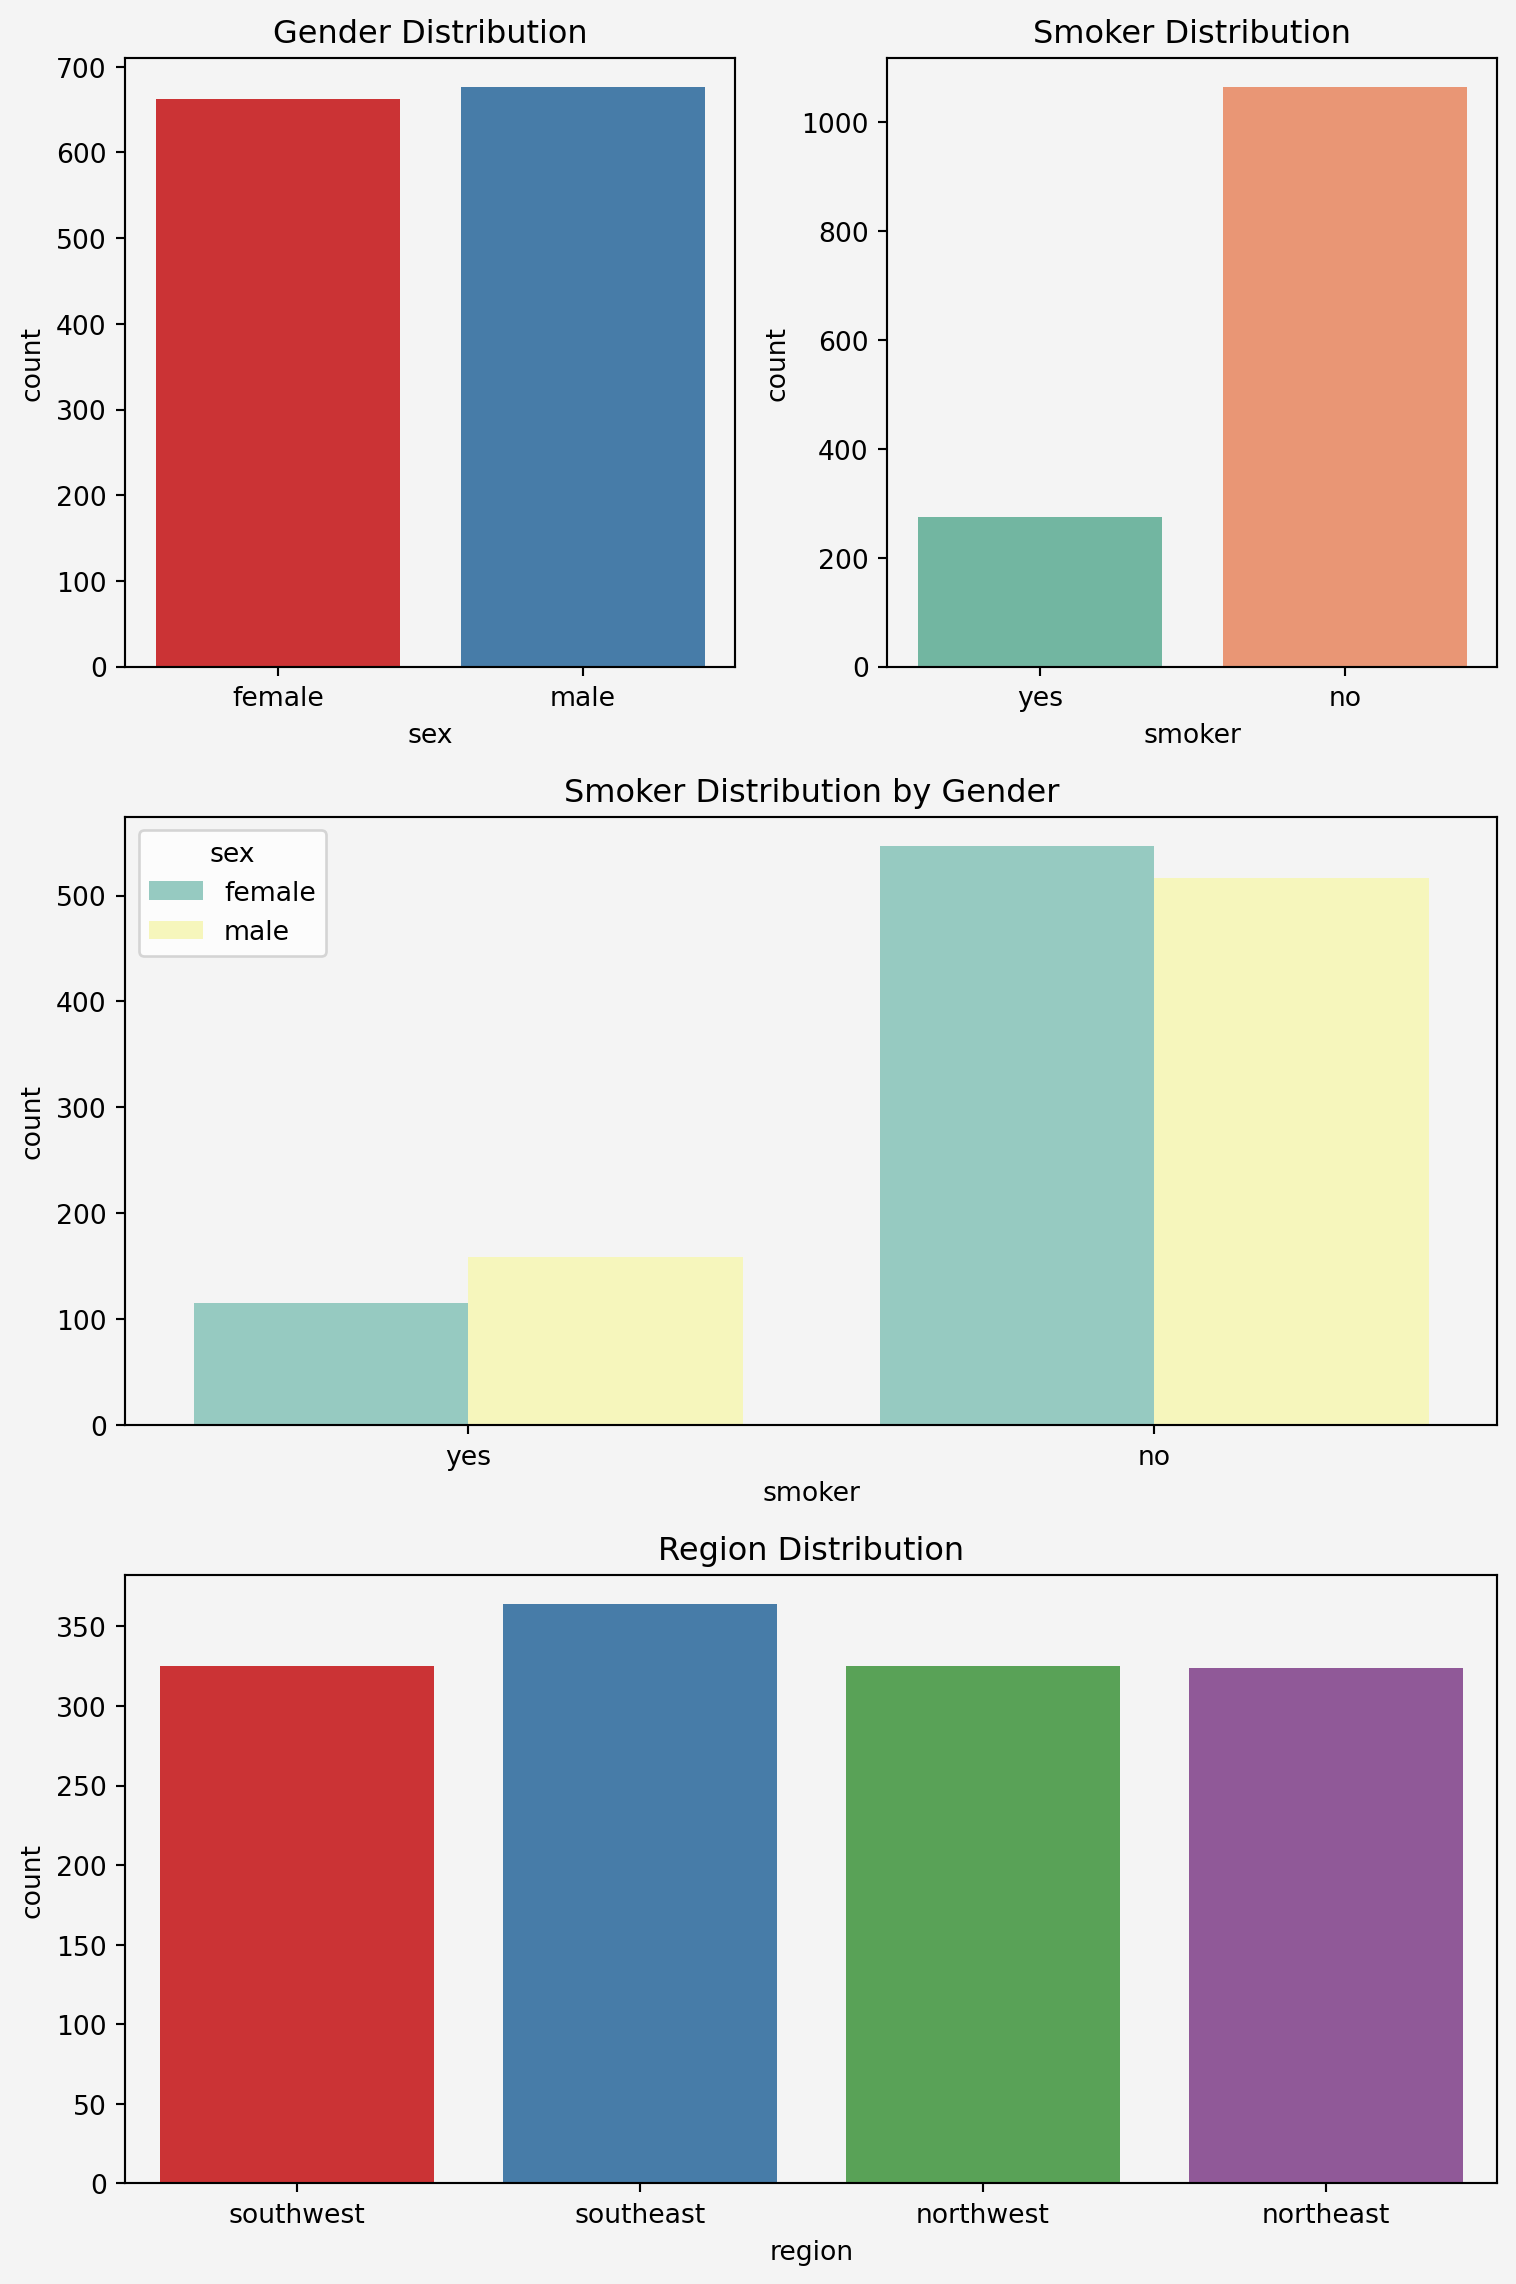 Gender Distribution
700
600
500
400
300
200
100
0
count
female
male
sex
Smoker Distribution
1000
800
600
400
200
0
count
yes
no
smoker
Smoker Distribution by Gender
sex
female
male
500
400
300
200
100
0
count
yes
no
smoker
Region Distribution
350
300
250
200
150
100
50
0
count
southwest
southeast
northwest
northeast
region